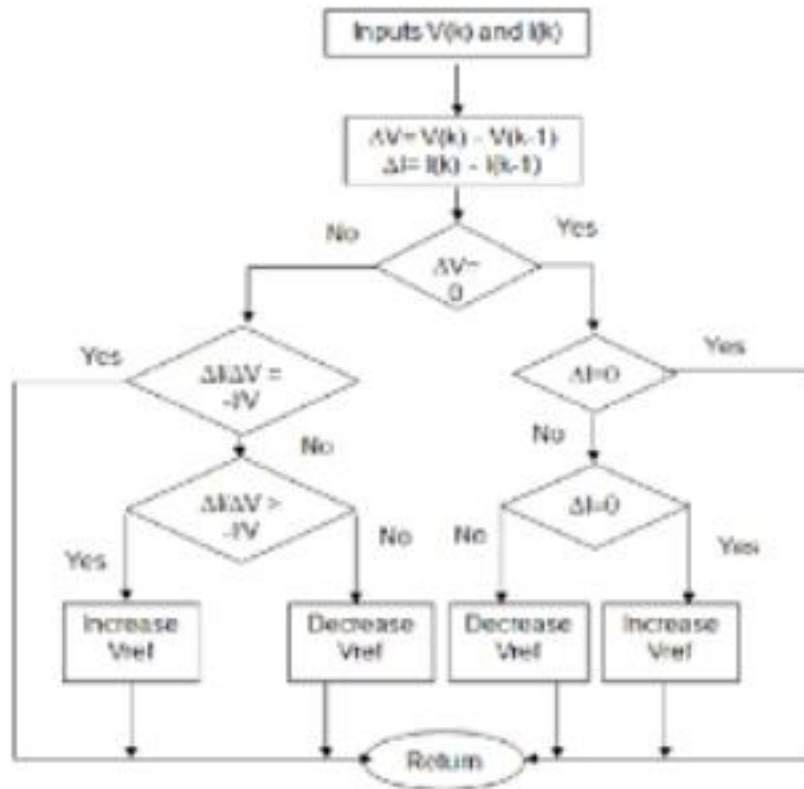 Inputs V(k) and I(k)
ΔV= V(k) - V(k-1)
ΔI= I(k) - I(k-1)
No
Yes
ΔV=
0
Yes
ΔI/ΔV =
-I/V
ΔI=0
Yes
No
No
ΔI/ΔV >
-I/V
ΔI=0
Yes
No
No
Yes
Increase
Vref
Decrease
Vref
Decrease
Vref
Increase
Vref
Return